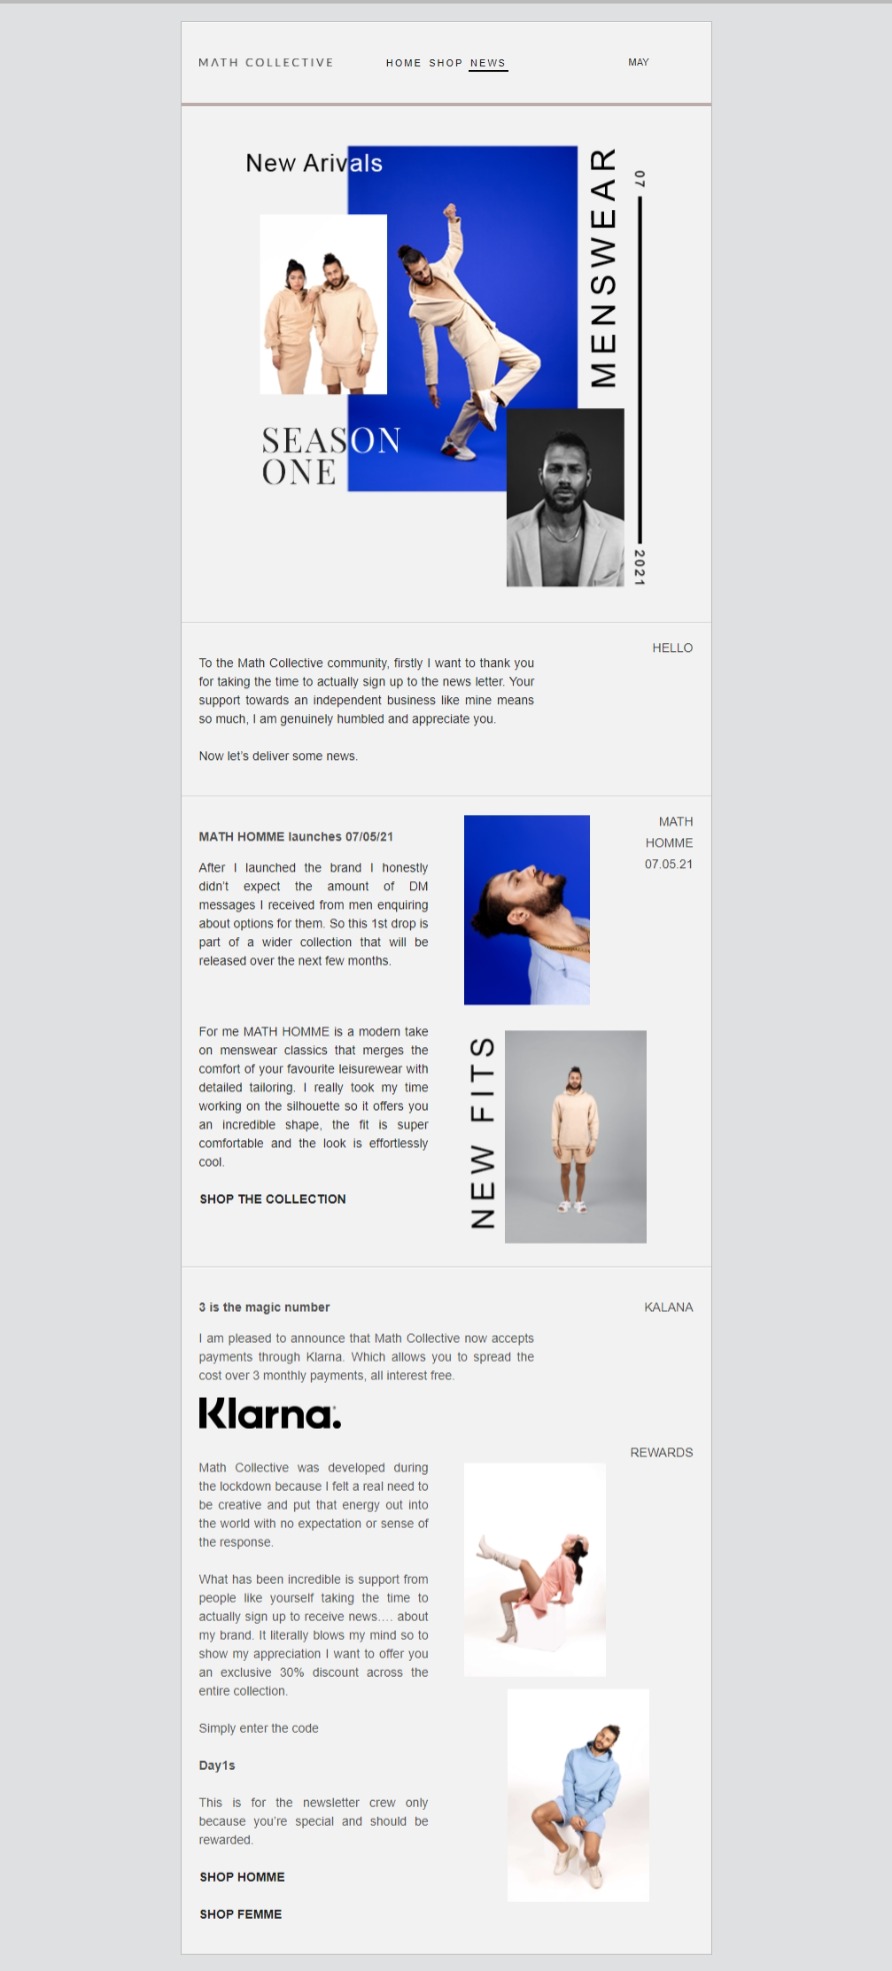 MATH COLLECTIVE
HOME SHOP NEWS
MAY
New Arivals
MENSWEAR
07
2021
SEASON
ONE
HELLO
To the Math Collective community, firstly I want to thank you
for taking the time to actually sign up to the news letter. Your
support towards an independent business like mine means
so much, I am genuinely humbled and appreciate you.
Now let's deliver some news.
MATH HOMME launches 07/05/21
After I launched the brand I honestly
didn't expect the amount of DM
messages I received from men enquiring
about options for them. So this 1st drop is
part of a wider collection that will be
released over the next few months.
MATH
HOMME
07.05.21
For me MATH HOMME is a modern take
on menswear classics that merges the
comfort of your favourite leisurewear with
detailed tailoring. I really took my time
working on the silhouette so it offers you
an incredible shape, the fit is super
comfortable and the look is effortlessly
cool.
SHOP THE COLLECTION
NEW FITS
3 is the magic number
KALANA
I am pleased to announce that Math Collective now accepts
payments through Klarna. Which allows you to spread the
cost over 3 monthly payments, all interest free.
Klarna.
REWARDS
Math Collective was developed during
the lockdown because I felt a real need to
be creative and put that energy out into
the world with no expectation or sense of
the response.
What has been incredible is support from
people like yourself taking the time to
actually sign up to receive news.... about
my brand. It literally blows my mind so to
show my appreciation I want to offer you
an exclusive 30% discount across the
entire collection.
Simply enter the code
Day1s
This is for the newsletter crew only
because you're special and should be
rewarded.
SHOP HOMME
SHOP FEMME